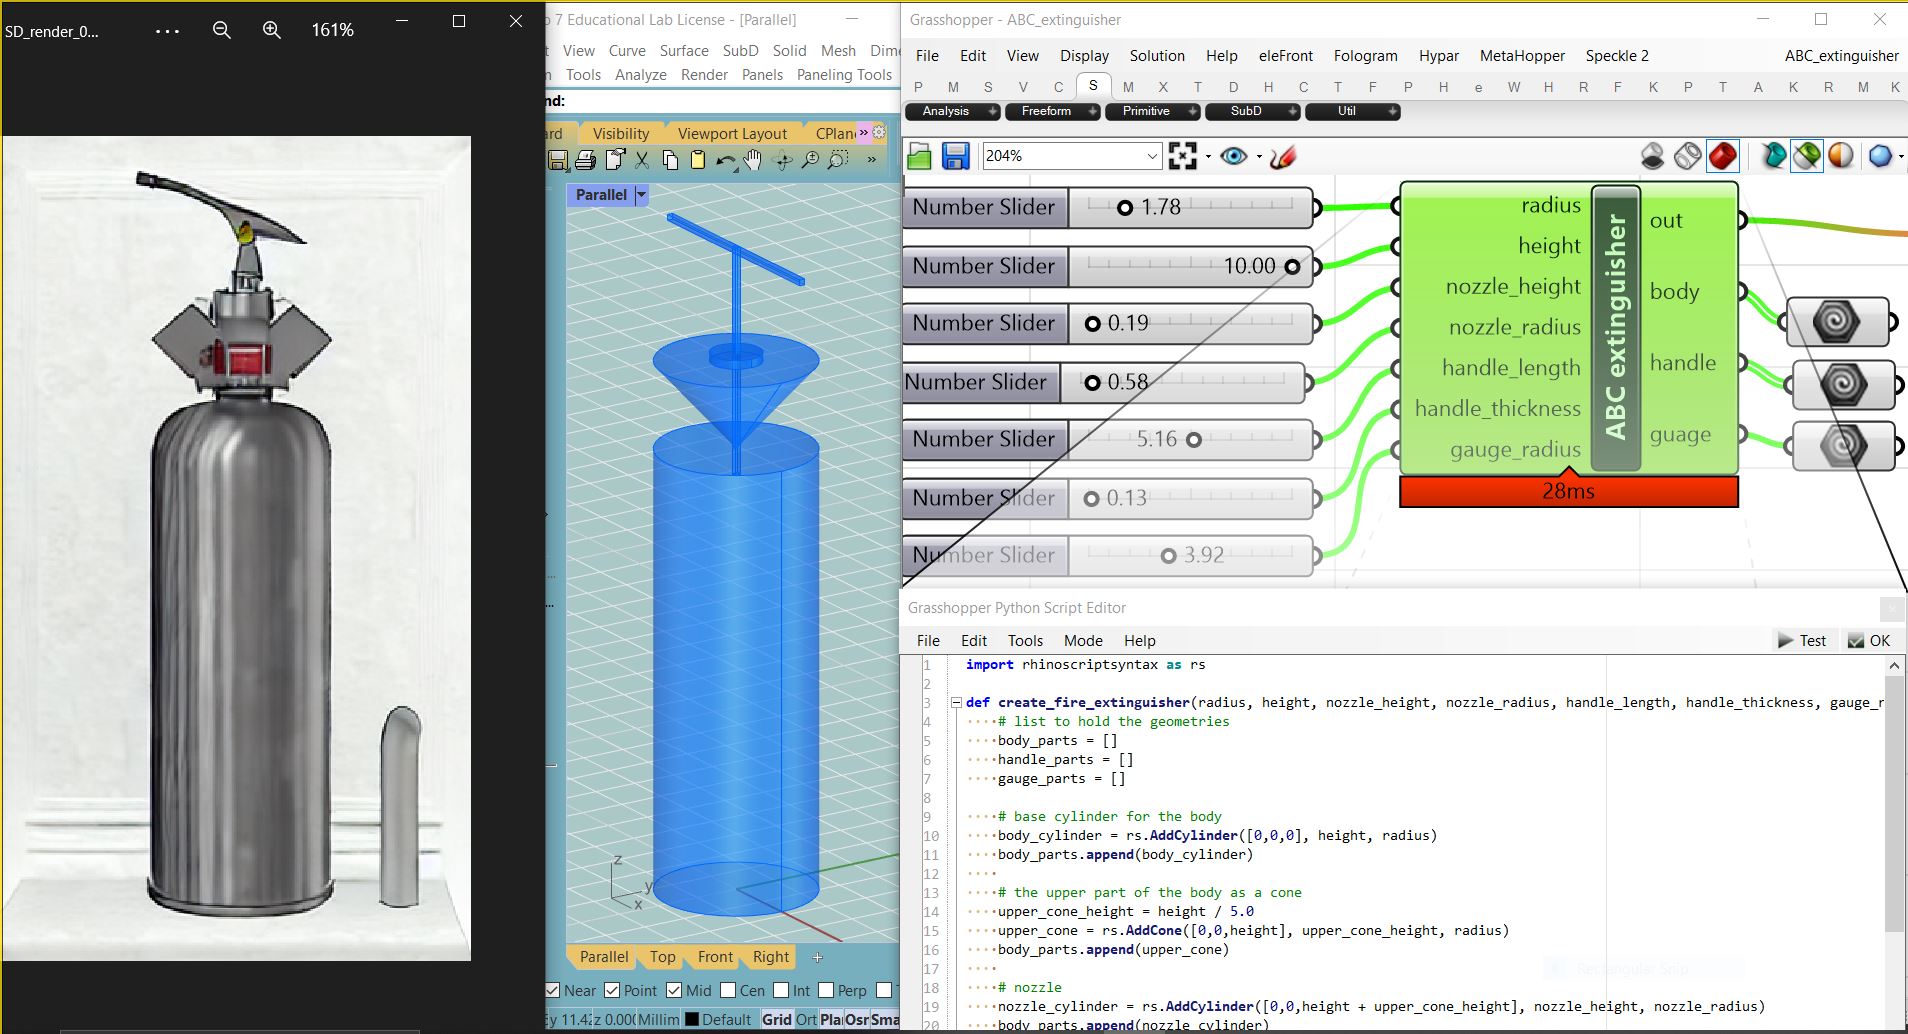 SD_render_0...
161%
o 7 Educational Lab License - [Parallel]
View Curve Surface SubD Solid Mesh Dime
Tools Analyze Render Panels Paneling Tools
nd:
ard Visibility Viewport Layout CPlane »
»
Parallel
z
y
x
Parallel Top Front Right +
Near Point Mid Cen Int Perp
y 11.42 z 0.000 Millim Default Grid Ort Pla Osn Sma
Grasshopper - ABC_extinguisher
File Edit View Display Solution Help eleFront Fologram Hypar MetaHopper Speckle 2 ABC_extinguisher
P M S V C S M X T D H C T F P H e W H R F K P T A K R M K
Analysis Freeform Primitive SubD Util
204%
Number Slider 1.78
Number Slider 10.00
Number Slider 0.19
Number Slider 0.58
Number Slider 5.16
Number Slider 0.13
Number Slider 3.92
radius
height
nozzle_height
nozzle_radius
handle_length
handle_thickness
gauge_radius
ABC extinguisher
out
body
handle
guage
28ms
Grasshopper Python Script Editor
File Edit Tools Mode Help Test OK
1 import rhinoscriptsyntax as rs
2
3 def create_fire_extinguisher(radius, height, nozzle_height, nozzle_radius, handle_length, handle_thickness, gauge_r
4 ····# list to hold the geometries
5 ····body_parts = []
6 ····handle_parts = []
7 ····gauge_parts = []
8
9 ····# base cylinder for the body
10 ····body_cylinder = rs.AddCylinder([0,0,0], height, radius)
11 ····body_parts.append(body_cylinder)
12 ····
13 ····# the upper part of the body as a cone
14 ····upper_cone_height = height / 5.0
15 ····upper_cone = rs.AddCone([0,0,height], upper_cone_height, radius)
16 ····body_parts.append(upper_cone)
17 ····
18 ····# nozzle
19 ····nozzle_cylinder = rs.AddCylinder([0,0,height + upper_cone_height], nozzle_height, nozzle_radius)
20 ····body_parts.append(nozzle_cylinder)
Rectangular Snip